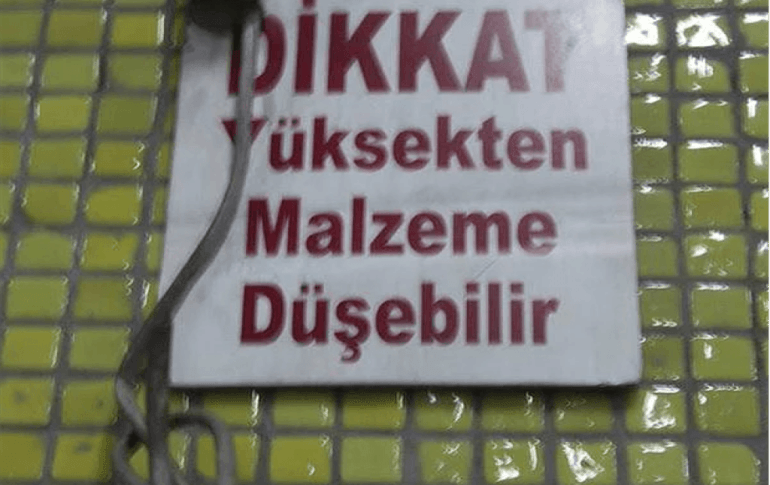 DİKKAT
Yüksekten
Malzeme
Düşebilir